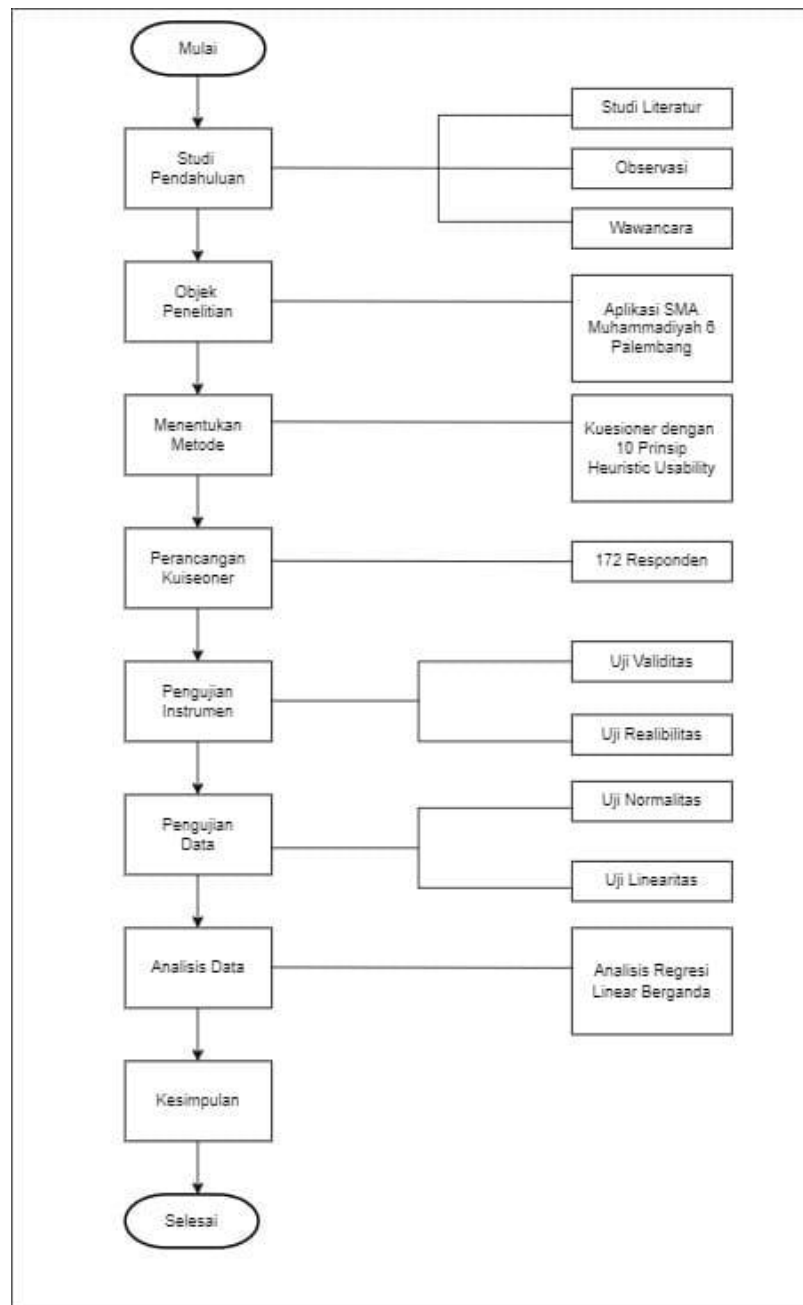 Mulai
Studi
Pendahuluan
Studi Literatur
Observasi
Wawancara
Objek
Penelitian
Aplikasi SMA
Muhammadiyah 6
Palembang
Menentukan
Metode
Kuesioner dengan
10 Prinsip
Heuristic Usability
Perancangan
Kuiseoner
172 Responden
Pengujian
Instrumen
Uji Validitas
Uji Realibilitas
Pengujian
Data
Uji Normalitas
Uji Linearitas
Analisis Data
Analisis Regresi
Linear Berganda
Kesimpulan
Selesai